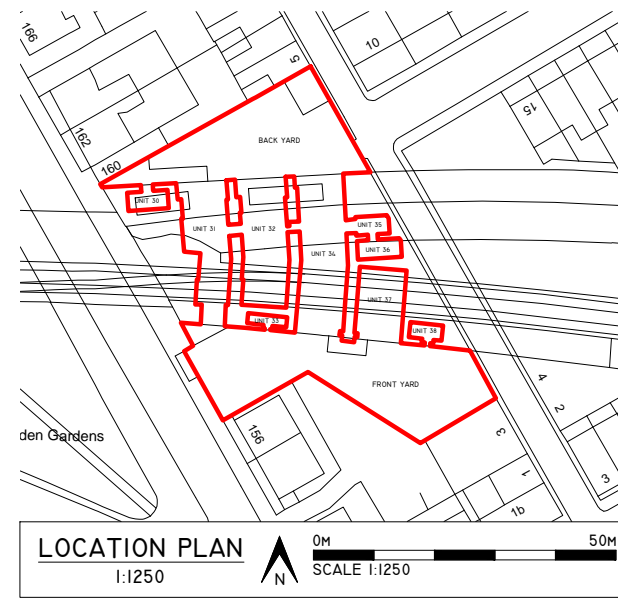 166
10
5
15
162
BACK YARD
160
UNIT 30
UNIT 31
UNIT 32
UNIT 35
UNIT 34
UNIT 36
UNIT 37
UNIT 33
UNIT 38
FRONT YARD
4
2
156
den Gardens
3
1
3
1b
LOCATION PLAN
1:1250
N
0M
50M
SCALE 1:1250